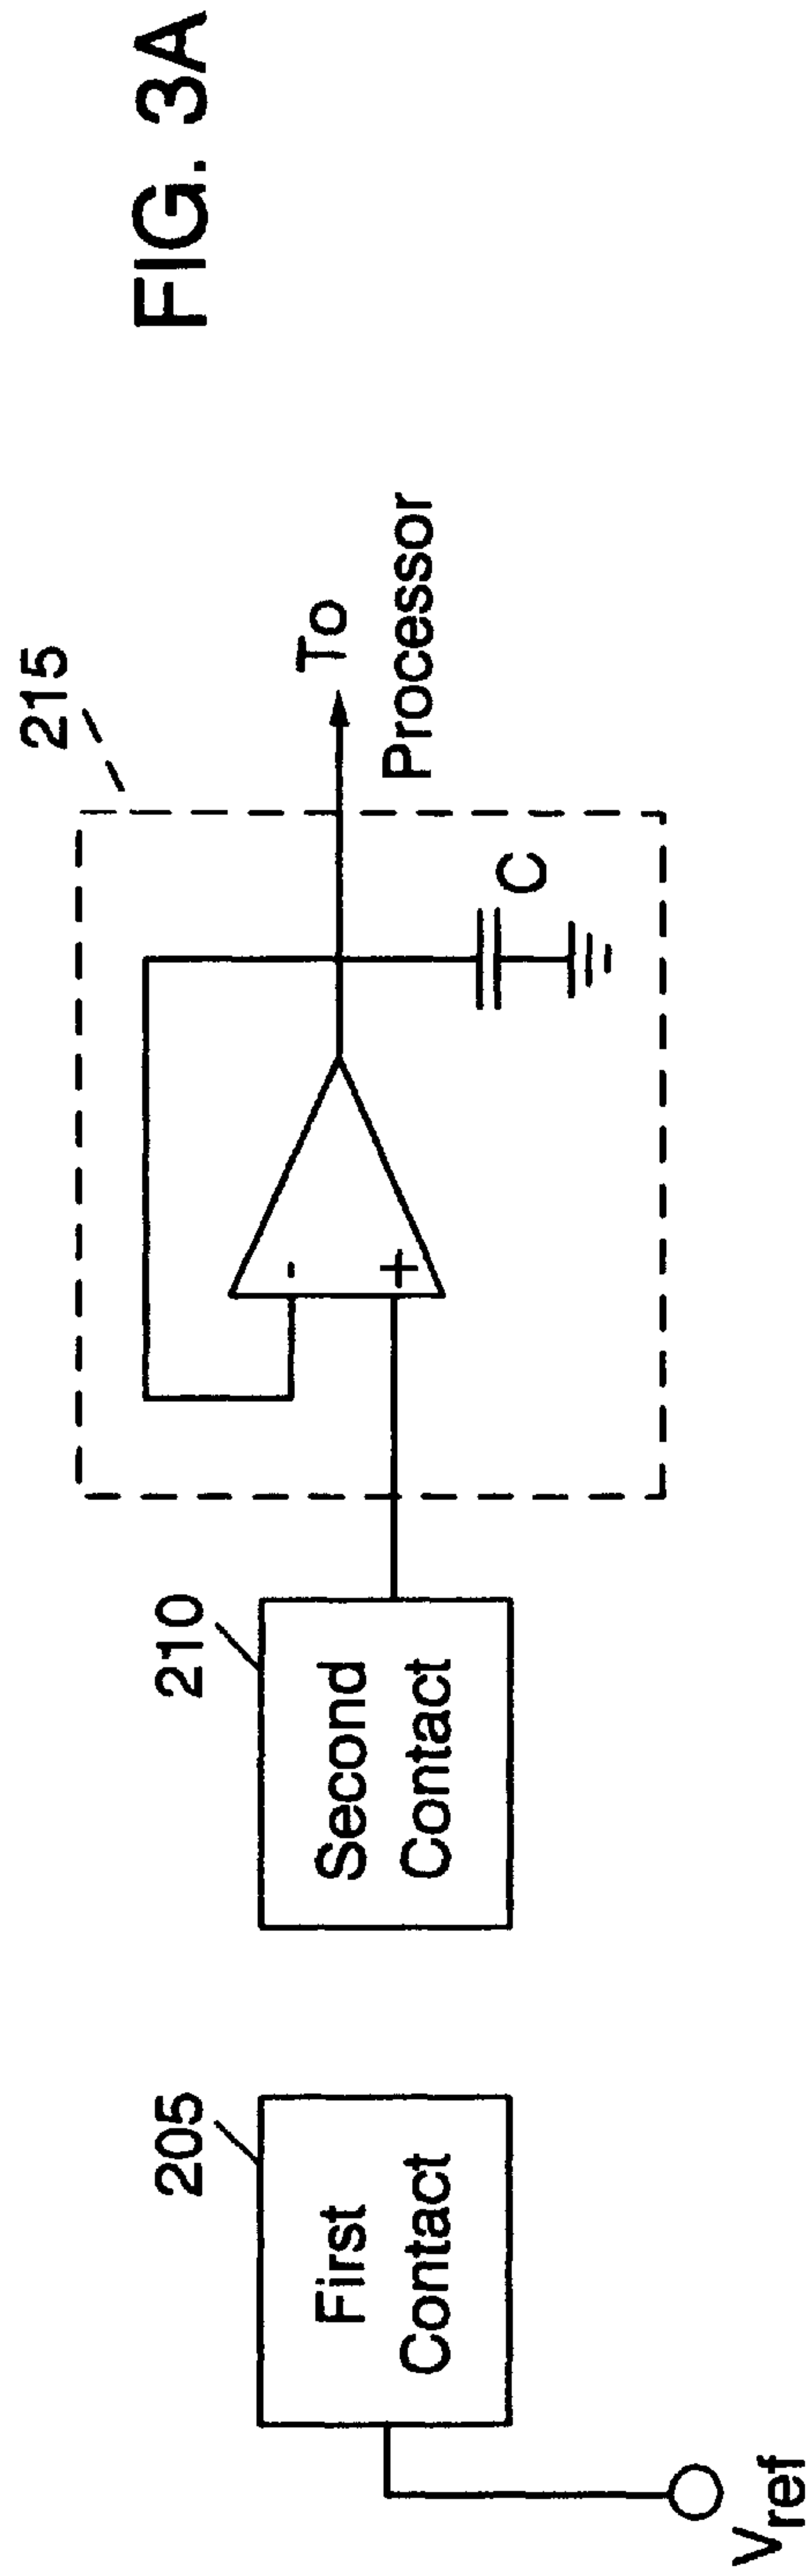 FIG. 3A
215
To
Processor
C
-
+
210
Second
Contact
205
First
Contact
Vref